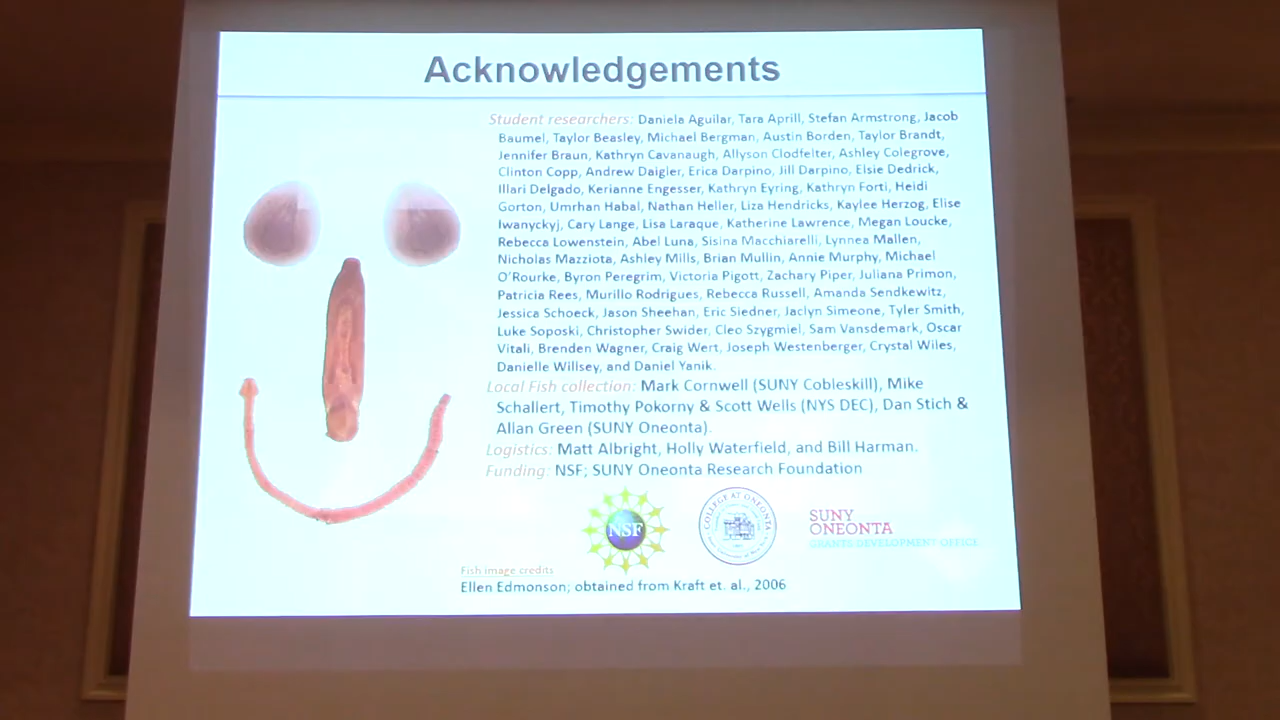 Acknowledgements
Student researchers: Daniela Aguilar, Tara Aprill, Stefan Armstrong, Jacob
Baumel, Taylor Beasley, Michael Bergman, Austin Borden, Taylor Brandt,
Jennifer Braun, Kathryn Cavanaugh, Allyson Clodfelter, Ashley Colegrove,
Clinton Copp, Andrew Daigler, Erica Darpino, Jill Darpino, Elsie Dedrick,
Illari Delgado, Kerianne Engesser, Kathryn Eyring, Kathryn Forti, Heidi
Gorton, Umrhan Habal, Nathan Heller, Liza Hendricks, Kaylee Herzog, Elise
Iwanyckyj, Cary Lange, Lisa Laraque, Katherine Lawrence, Megan Loucke,
Rebecca Lowenstein, Abel Luna, Sisina Macchiarelli, Lynnea Mallen,
Nicholas Mazziota, Ashley Mills, Brian Mullin, Annie Murphy, Michael
O'Rourke, Byron Peregrim, Victoria Pigott, Zachary Piper, Juliana Primon,
Patricia Rees, Murillo Rodrigues, Rebecca Russell, Amanda Sendkewitz,
Jessica Schoeck, Jason Sheehan, Eric Siedner, Jaclyn Simeone, Tyler Smith,
Luke Soposki, Christopher Swider, Cleo Szygmiel, Sam Vansdemark, Oscar
Vitali, Brenden Wagner, Craig Wert, Joseph Westenberger, Crystal Wiles,
Danielle Willsey, and Daniel Yanik.
Local Fish collection: Mark Cornwell (SUNY Cobleskill), Mike
Schallert, Timothy Pokorny & Scott Wells (NYS DEC), Dan Stich &
Allan Green (SUNY Oneonta).
Logistics: Matt Albright, Holly Waterfield, and Bill Harman.
Funding: NSF; SUNY Oneonta Research Foundation
NSF
COLLEGE AT ONEONTA
SUNY
ONEONTA
GRANTS DEVELOPMENT OFFICE
Fish image credits
Ellen Edmonson; obtained from Kraft et. al., 2006